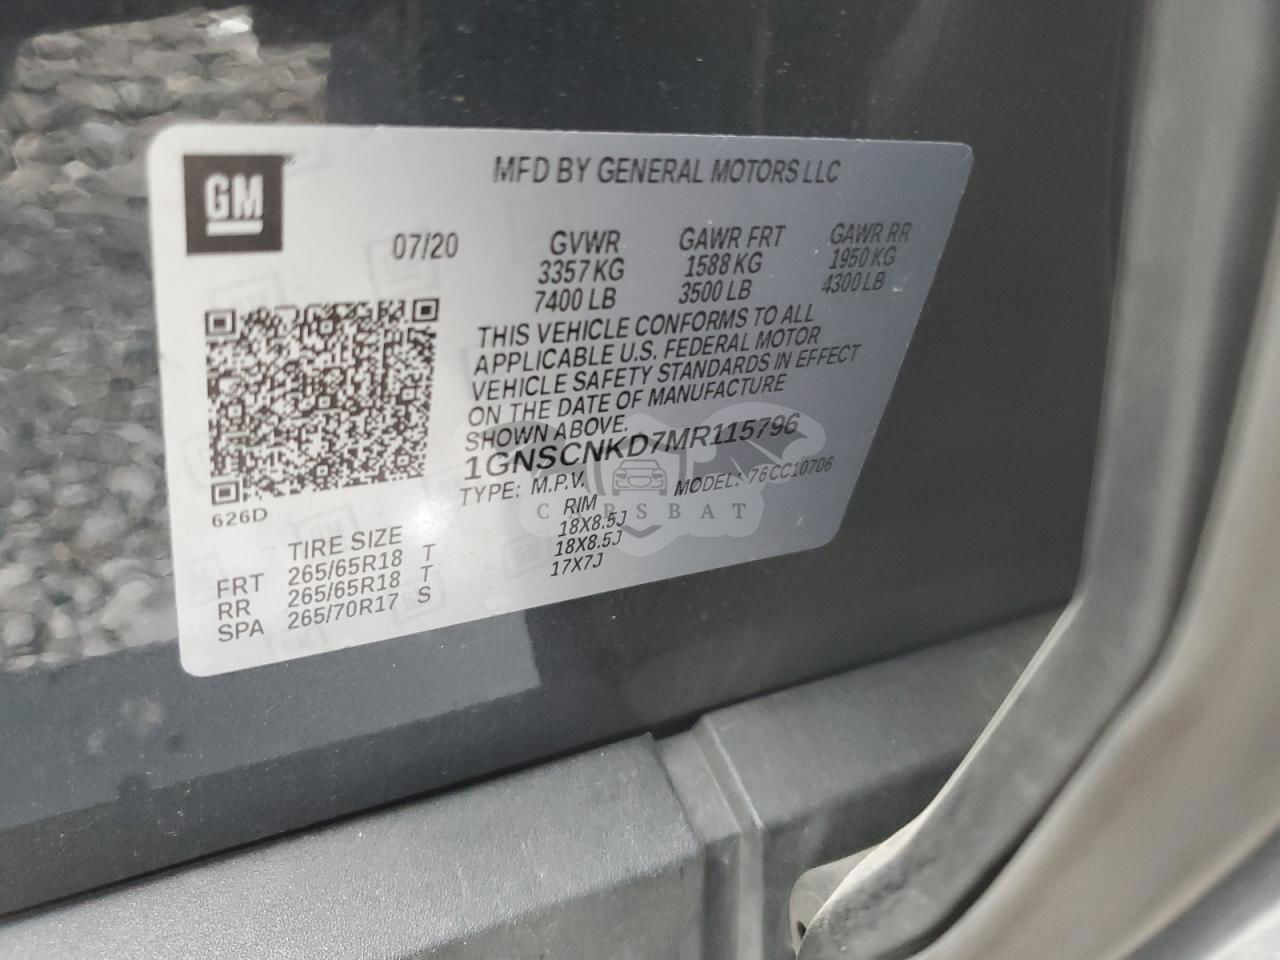 GM
MFD BY GENERAL MOTORS LLC
07/20
GVWR GAWR FRT GAWR RR
3357 KG 1588 KG 1950 KG
7400 LB 3500 LB 4300 LB
THIS VEHICLE CONFORMS TO ALL
APPLICABLE U.S. FEDERAL MOTOR
VEHICLE SAFETY STANDARDS IN EFFECT
ON THE DATE OF MANUFACTURE
SHOWN ABOVE.
1GNSCNKD7MR115796
TYPE: M.P.V. MODEL: 76CC10706
626D
TIRE SIZE RIM
FRT 265/65R18 T 18X8.5J
RR 265/65R18 T 18X8.5J
SPA 265/70R17 S 17X7J
CARSBAT